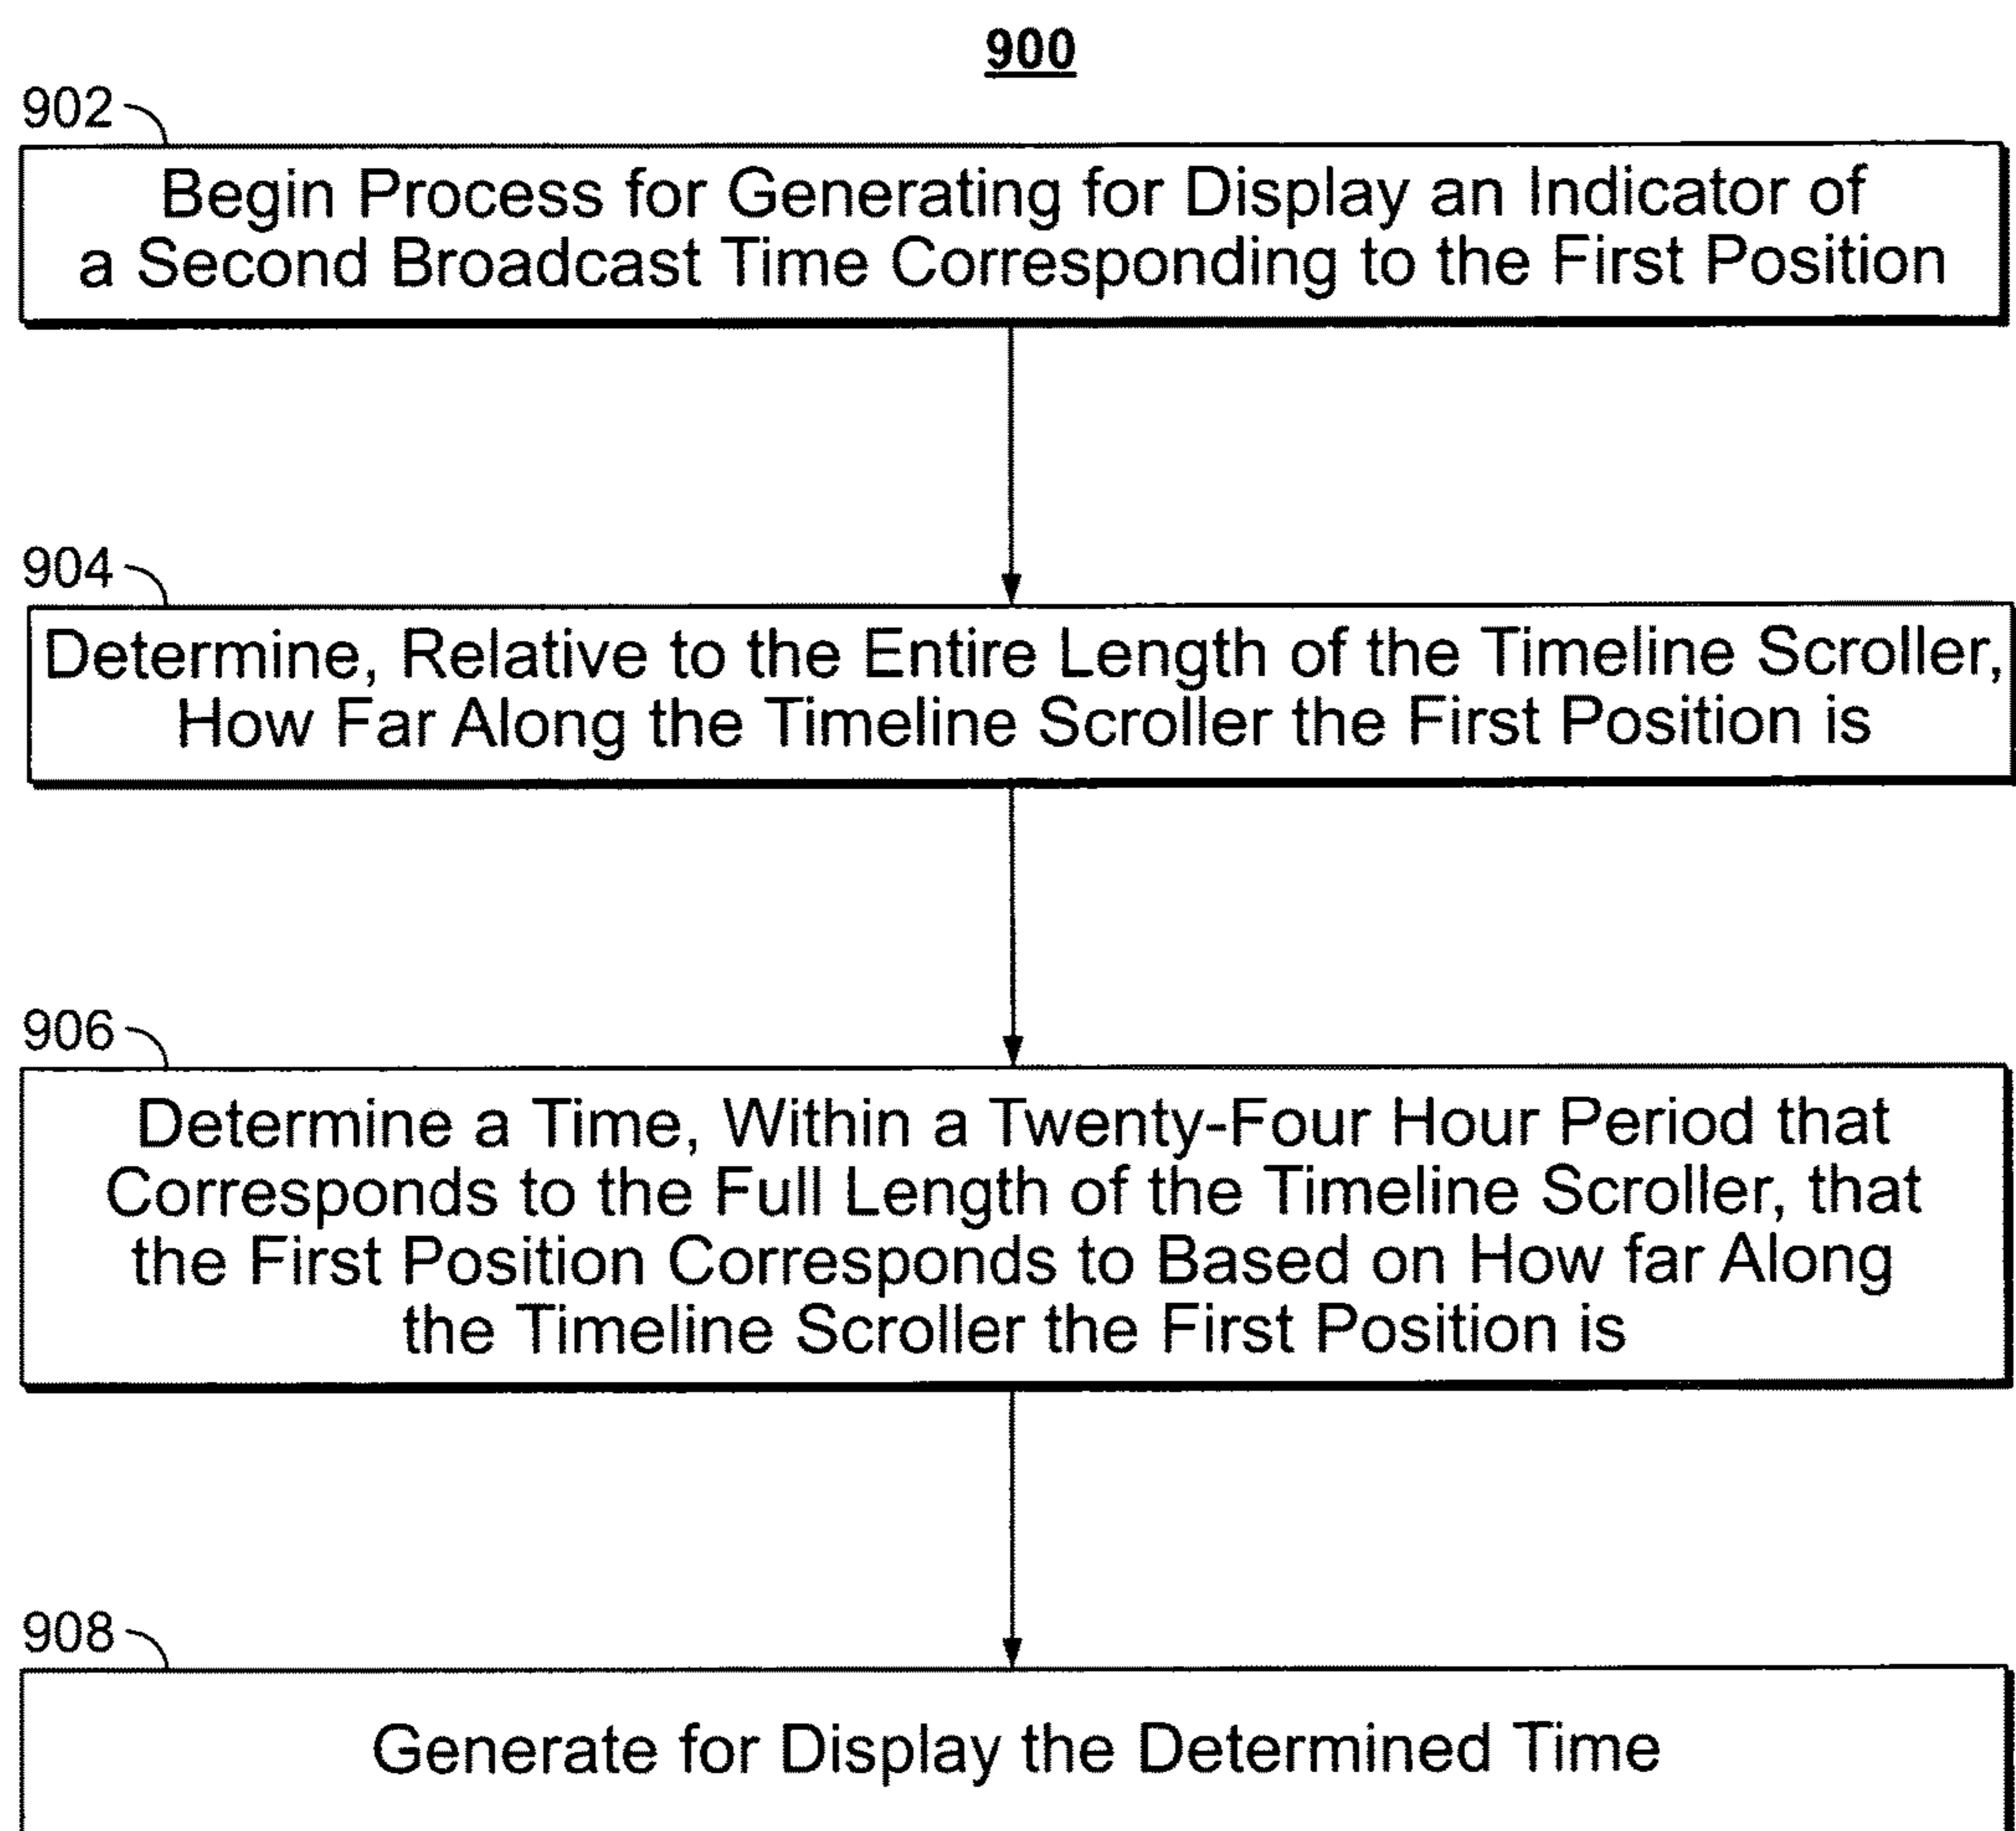 900
902
Begin Process for Generating for Display an Indicator of
a Second Broadcast Time Corresponding to the First Position
904
Determine, Relative to the Entire Length of the Timeline Scroller,
How Far Along the Timeline Scroller the First Position is
906
Determine a Time, Within a Twenty-Four Hour Period that
Corresponds to the Full Length of the Timeline Scroller, that
the First Position Corresponds to Based on How far Along
the Timeline Scroller the First Position is
908
Generate for Display the Determined Time